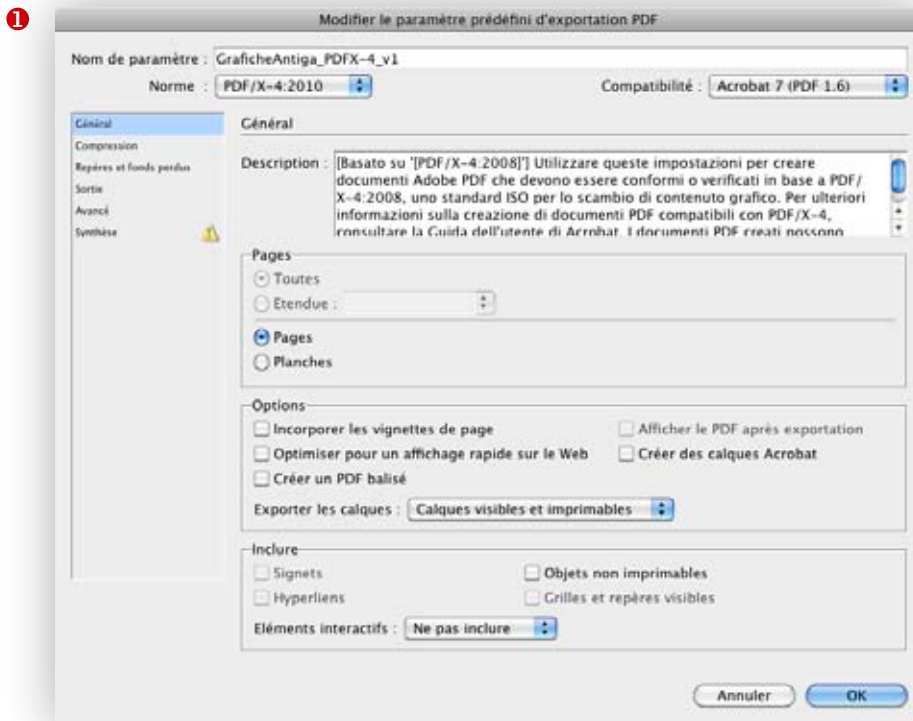 1
Modifier le paramètre prédéfini d'exportation PDF
Nom de paramètre : GraficheAntiga_PDFX-4_v1
Norme : PDF/X-4:2010 Compatibilité : Acrobat 7 (PDF 1.6)
Général
Compression
Repères et fonds perdus
Sortie
Avancé
Synthèse
Général
Description : [Basato su '[PDF/X-4:2008]'] Utilizzare queste impostazioni per creare
documenti Adobe PDF che devono essere conformi o verificati in base a PDF/
X-4:2008, uno standard ISO per lo scambio di contenuto grafico. Per ulteriori
informazioni sulla creazione di documenti PDF compatibili con PDF/X-4,
consultare la Guida dell'utente di Acrobat. I documenti PDF creati possono
Pages
Toutes
Etendue :
Pages
Planches
Options
Incorporer les vignettes de page Afficher le PDF après exportation
Optimiser pour un affichage rapide sur le Web Créer des calques Acrobat
Créer un PDF balisé
Exporter les calques : Calques visibles et imprimables
Inclure
Signets Objets non imprimables
Hyperliens Grilles et repères visibles
Eléments interactifs : Ne pas inclure
Annuler OK